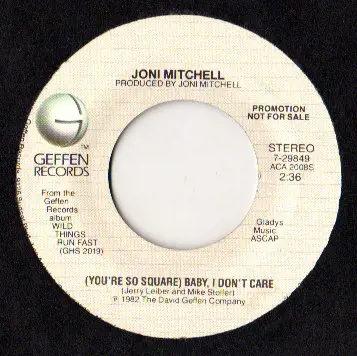 JONI MITCHELL
PRODUCED BY JONI MITCHELL
PROMOTION
NOT FOR SALE
™
GEFFEN
RECORDS
STEREO
7-29849
ACA 2008S
2:36
From the
Geffen
Records
album
WILD
THINGS
RUN FAST
(GHS 2019)
Gladys
Music
ASCAP
(YOU'RE SO SQUARE) BABY, I DON'T CARE
(Jerry Leiber and Mike Stoller)
℗ 1982 The David Geffen Company